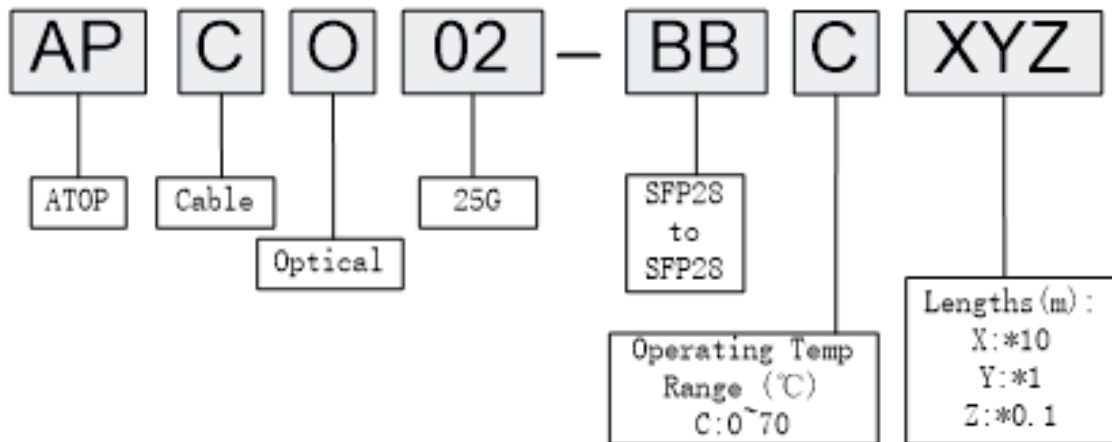 AP C O 02 - BB C XYZ
ATOP
Cable
Optical
25G
SFP28
to
SFP28
Operating Temp
Range (℃)
C:0~70
Lengths(m):
X:*10
Y:*1
Z:*0.1